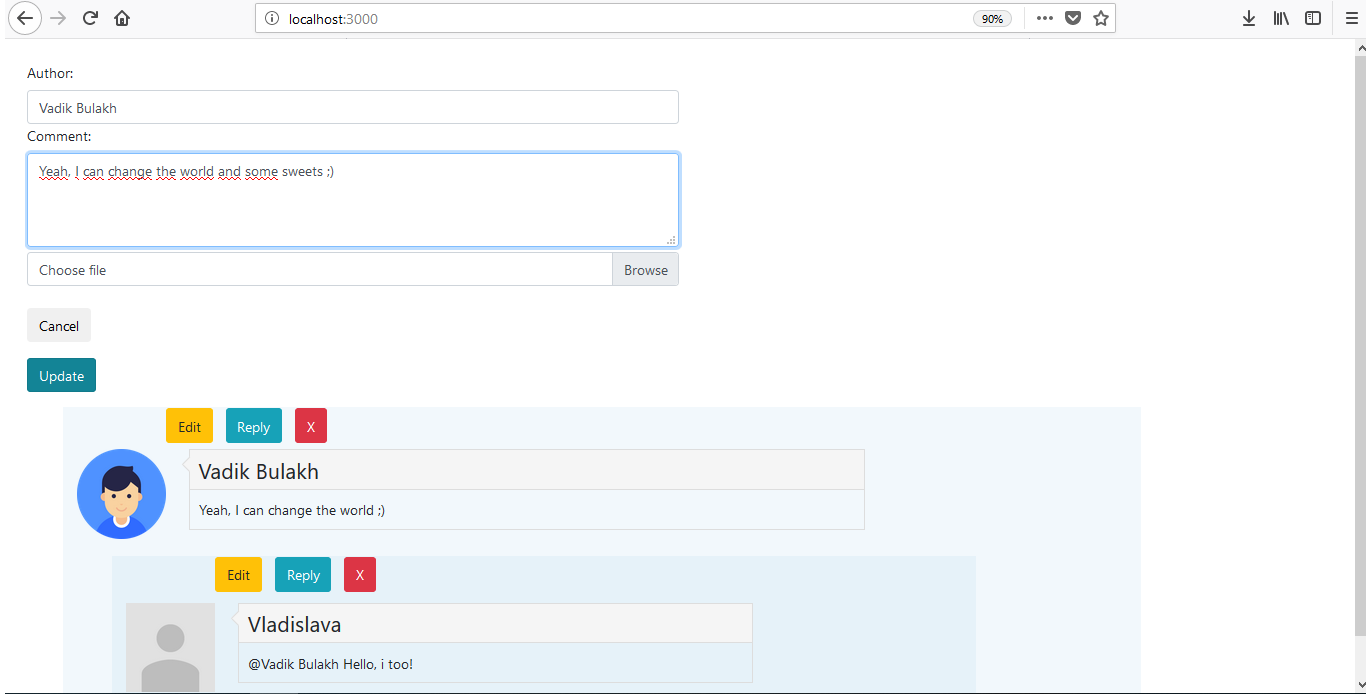 localhost:3000 90%
Author:
Vadik Bulakh
Comment:
Yeah, I can change the world and some sweets ;)
Choose file Browse
Cancel
Update
Edit Reply X
Vadik Bulakh
Yeah, I can change the world ;)
Edit Reply X
Vladislava
@Vadik Bulakh Hello, i too!